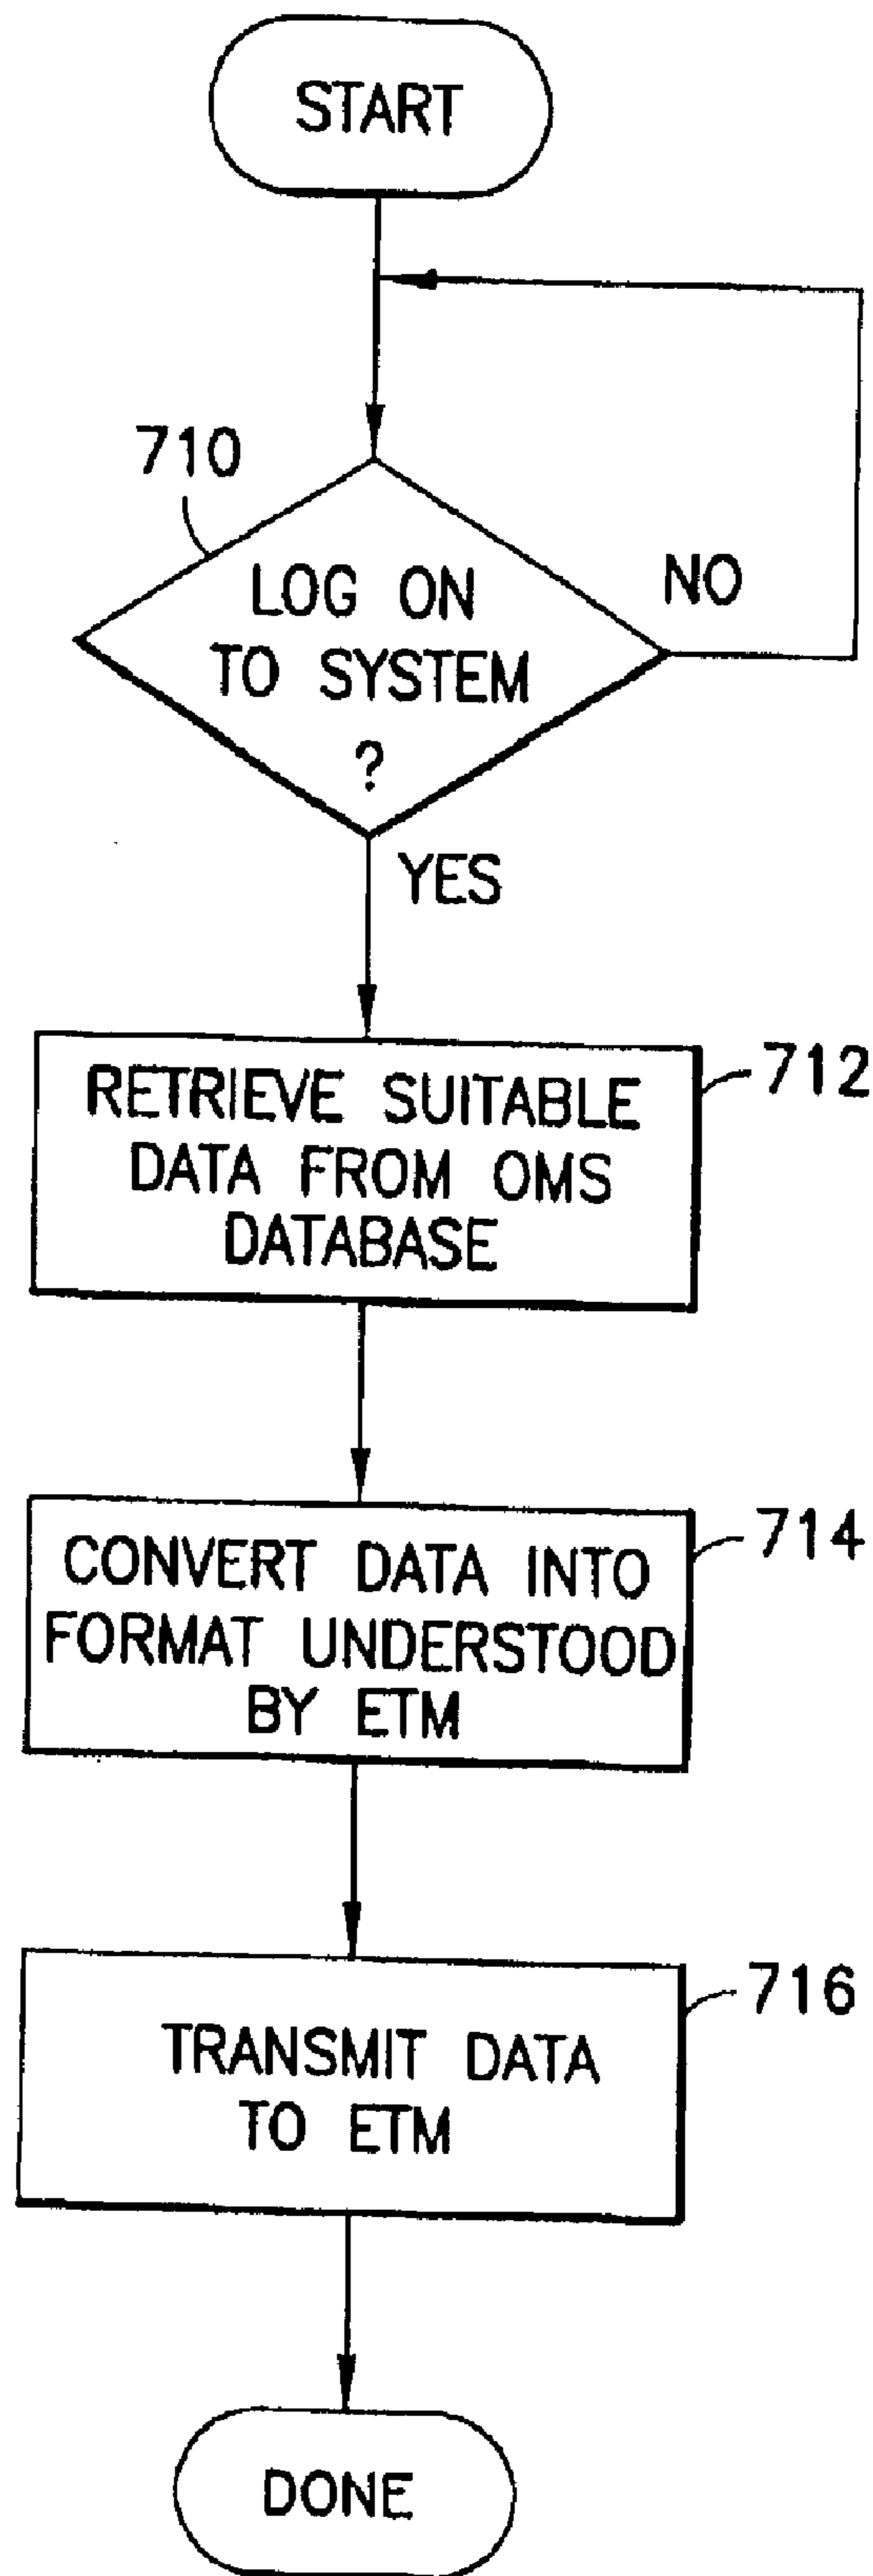 START
710
LOG ON
TO SYSTEM
?
NO
YES
712
RETRIEVE SUITABLE
DATA FROM OMS
DATABASE
714
CONVERT DATA INTO
FORMAT UNDERSTOOD
BY ETM
716
TRANSMIT DATA
TO ETM
DONE